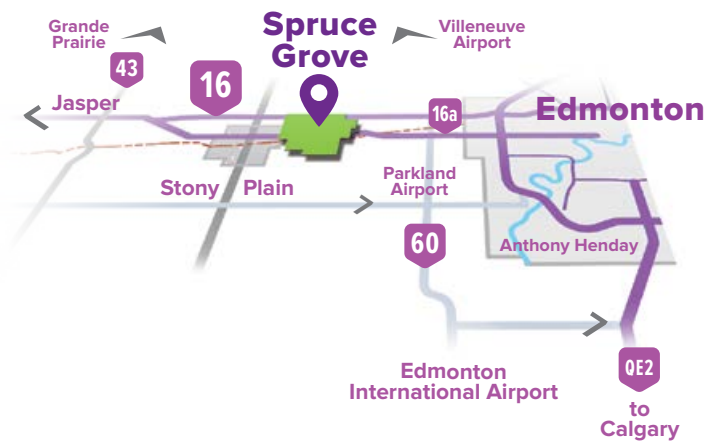 Grande
Prairie
Spruce
Grove
Villeneuve
Airport
43
16
Jasper
16a
Edmonton
Stony Plain
Parkland
Airport
60
Anthony Henday
Edmonton
International Airport
QE2
to
Calgary